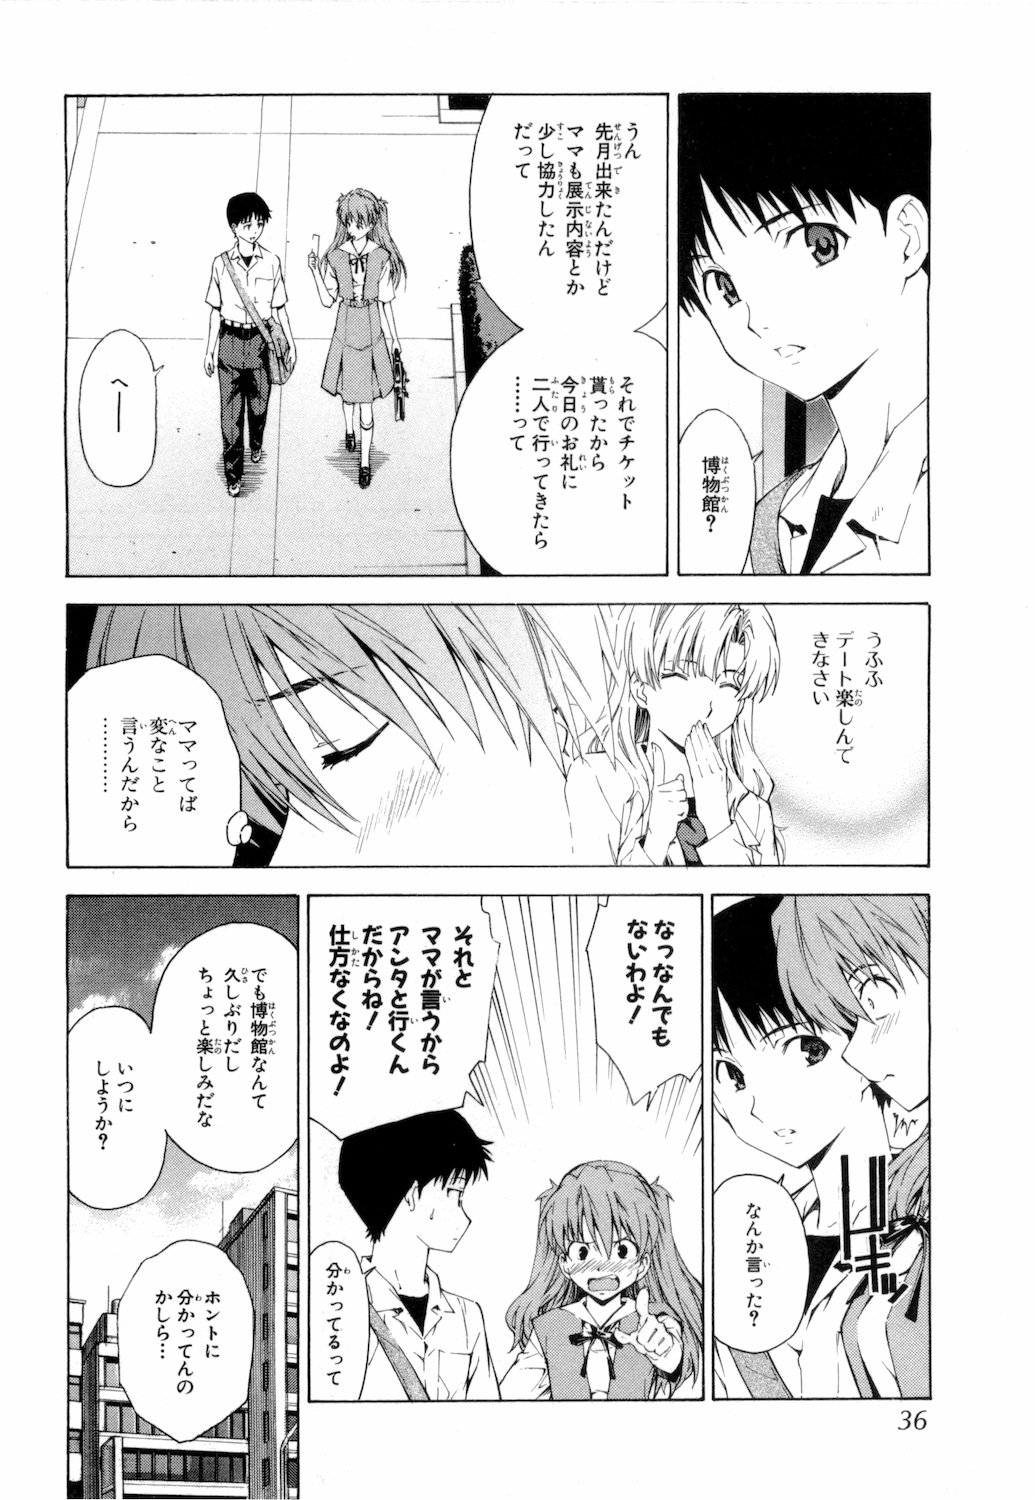 博物館?
うん
先月出来たんだけど
ママも展示内容とか
少し協力したん
だって
それでチケット
貰ったから
今日のお礼に
二人で行ってきたら
………って
へ――
うふふ
デート楽しんで
きなさい
ママってば
変なこと
言うんだから
…………
なんか言った?
ドキッ
なっなんでも
ないわよ!
それと
ママが言うから
アンタと行くん
だからね!
仕方なくなのよ!
分かってるって
でも博物館なんて
久しぶりだし
ちょっと楽しみだな
いつに
しようか?
ホントに
分かってんの
かしら…
36